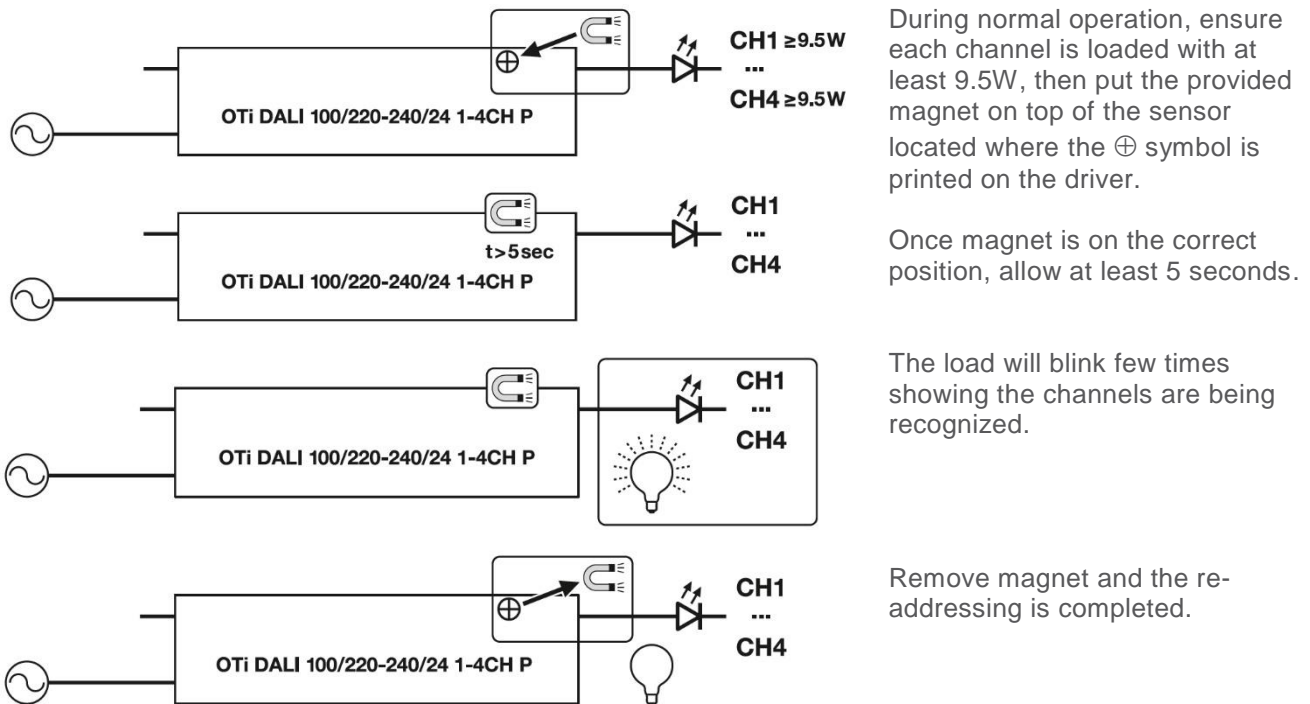 CH1 ≥9.5W
...
CH4 ≥9.5W
OTi DALI 100/220-240/24 1-4CH P
During normal operation, ensure
each channel is loaded with at
least 9.5W, then put the provided
magnet on top of the sensor
located where the ⊕ symbol is
printed on the driver.
CH1
...
CH4
t>5sec
OTi DALI 100/220-240/24 1-4CH P
Once magnet is on the correct
position, allow at least 5 seconds.
CH1
...
CH4
OTi DALI 100/220-240/24 1-4CH P
The load will blink few times
showing the channels are being
recognized.
CH1
...
CH4
OTi DALI 100/220-240/24 1-4CH P
Remove magnet and the re-
addressing is completed.